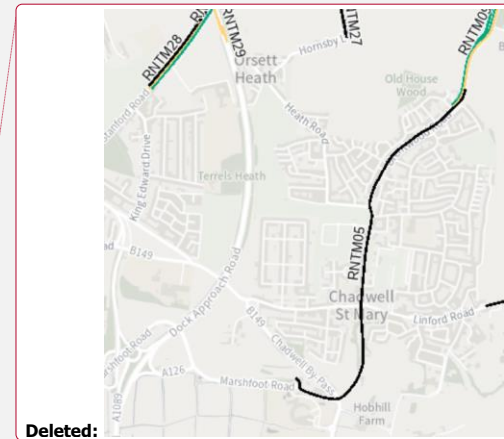 RNTM28
RNTM29
Orsett
Heath
Hornsby L
RNTM27
RNTM09
Old House
Wood
Stanford Road
King Edward Drive
Terrels Heath
Heath Road
RNTM05
B149
Dock Approach Road
Chadwell
St Mary
B149
Chadwell By Pass
Linford Road
Marshfoot Road
A126
A1089
Marshfoot Road
Hobhill
Farm
Deleted: